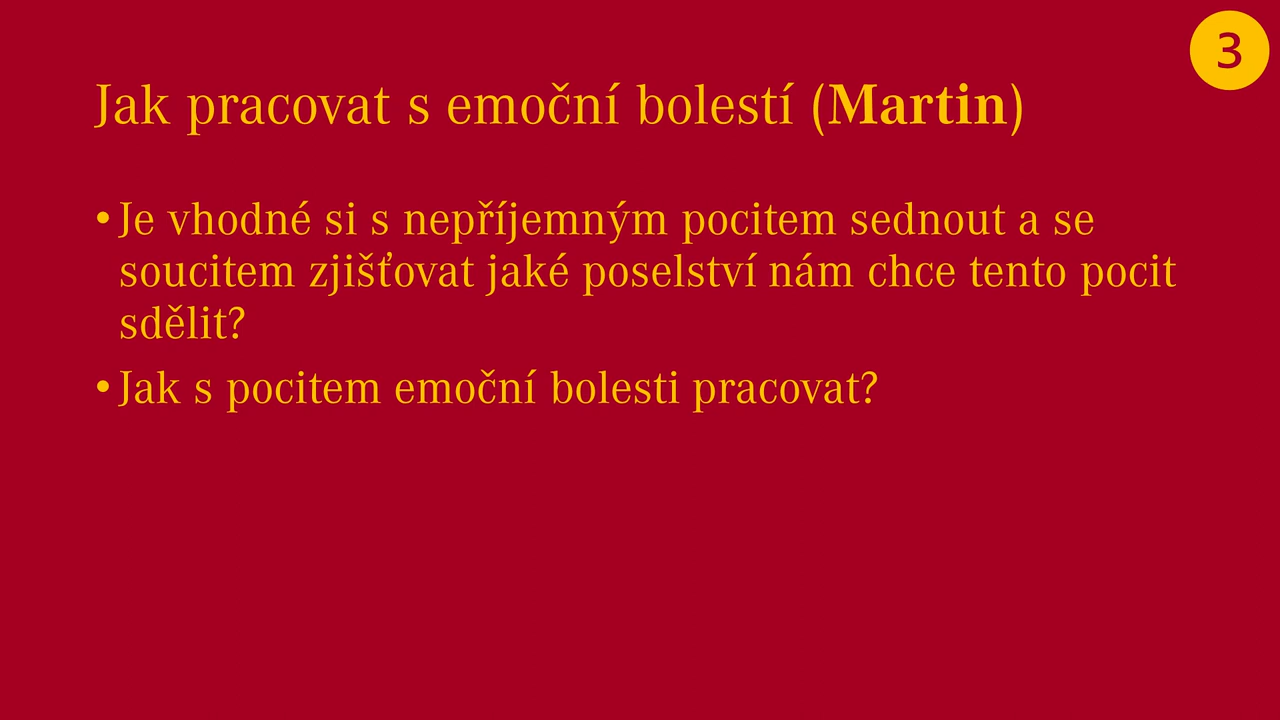 3
Jak pracovat s emoční bolestí (Martin)
•Je vhodné si s nepříjemným pocitem sednout a se
soucitem zjišťovat jaké poselství nám chce tento pocit
sdělit?
•Jak s pocitem emoční bolesti pracovat?